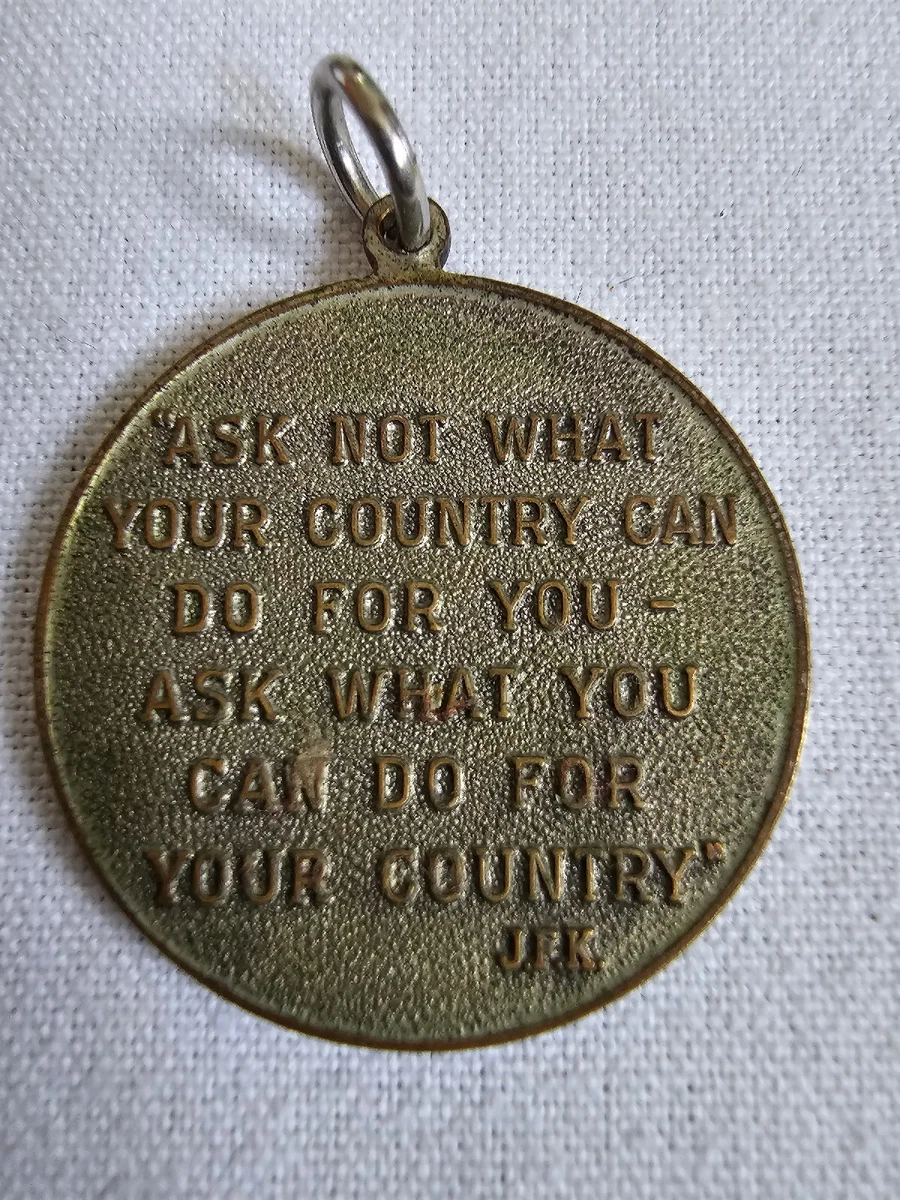 "ASK NOT WHAT
YOUR COUNTRY CAN
DO FOR YOU -
ASK WHAT YOU
CAN DO FOR
YOUR COUNTRY"
JFK